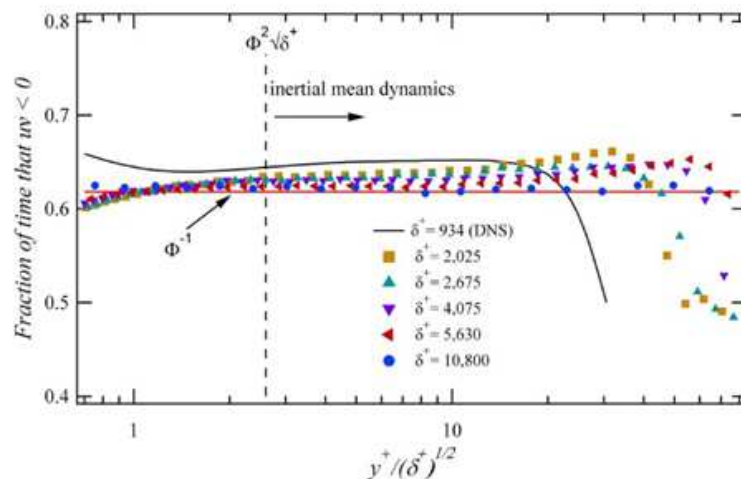 Φ²√δ⁺
inertial mean dynamics
Φ⁻¹
δ⁺ = 934 (DNS)
δ⁺ = 2,025
δ⁺ = 2,675
δ⁺ = 4,075
δ⁺ = 5,630
δ⁺ = 10,800
Fraction of time that uv < 0
0.8
0.7
0.6
0.5
0.4
1
10
y⁺/(δ⁺)^1/2